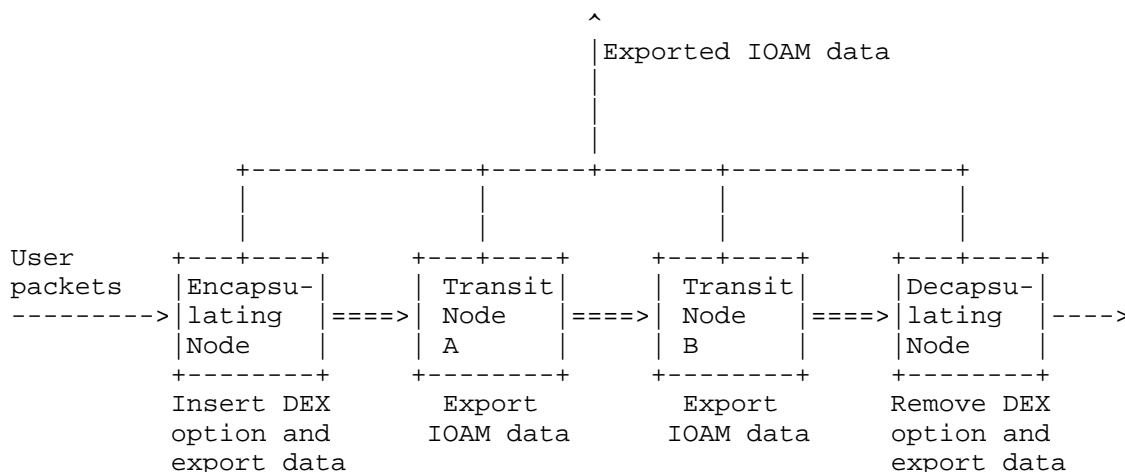 Exported IOAM data
User packets
Encapsu-
lating
Node
Transit
Node
A
Transit
Node
B
Decapsu-
lating
Node
Insert DEX
option and
export data
Export
IOAM data
Export
IOAM data
Remove DEX
option and
export data